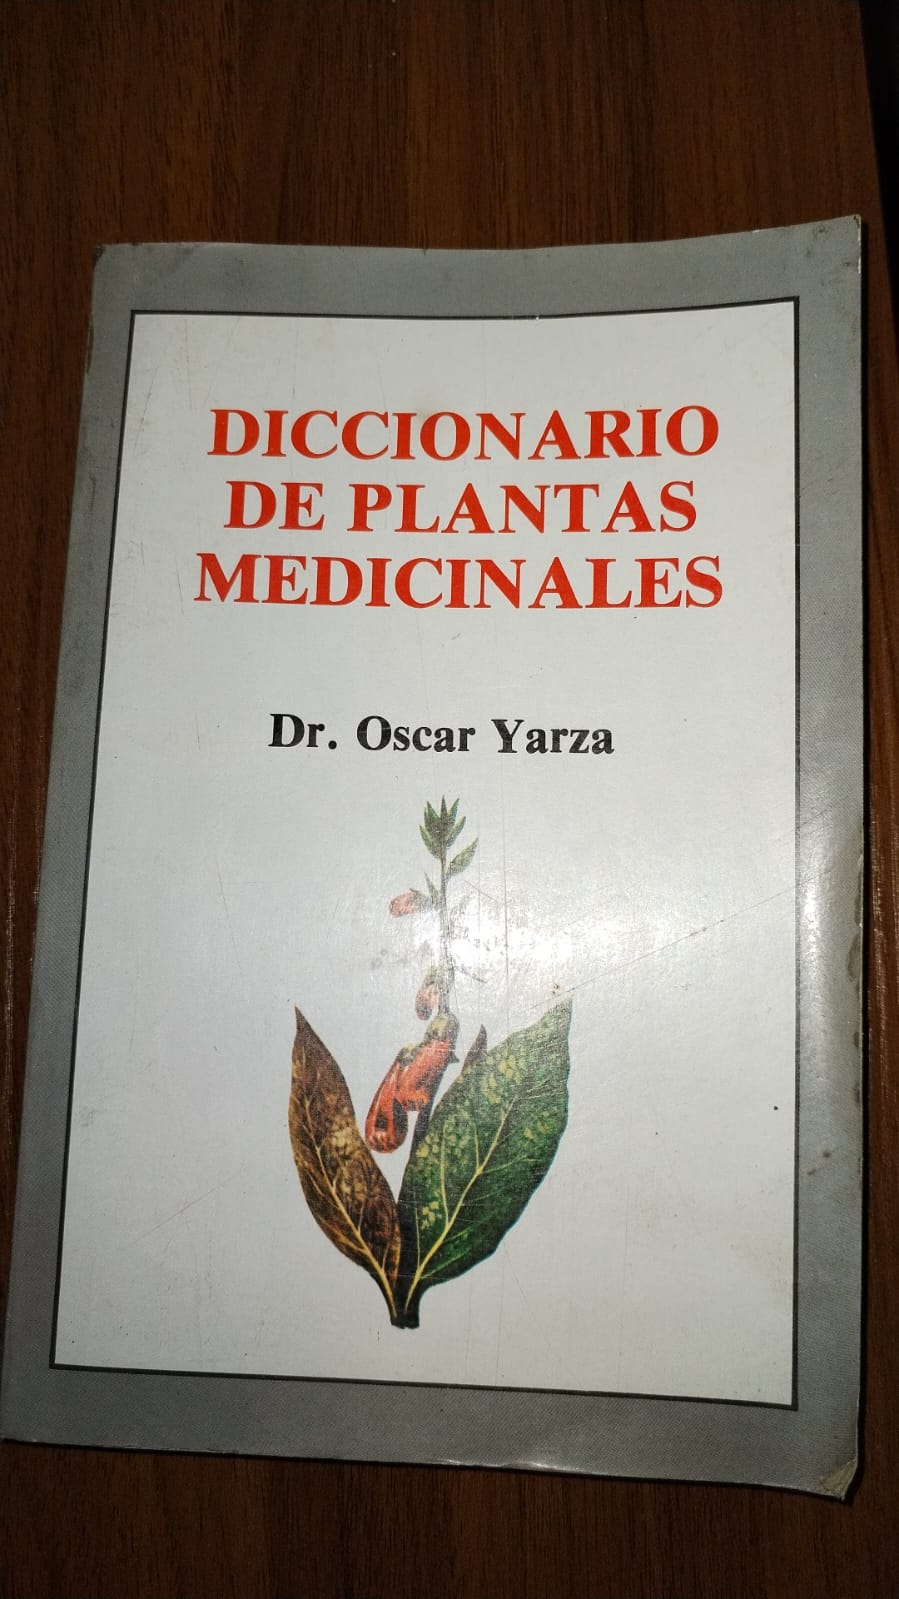 DICCIONARIO
DE PLANTAS
MEDICINALES
Dr. Oscar Yarza